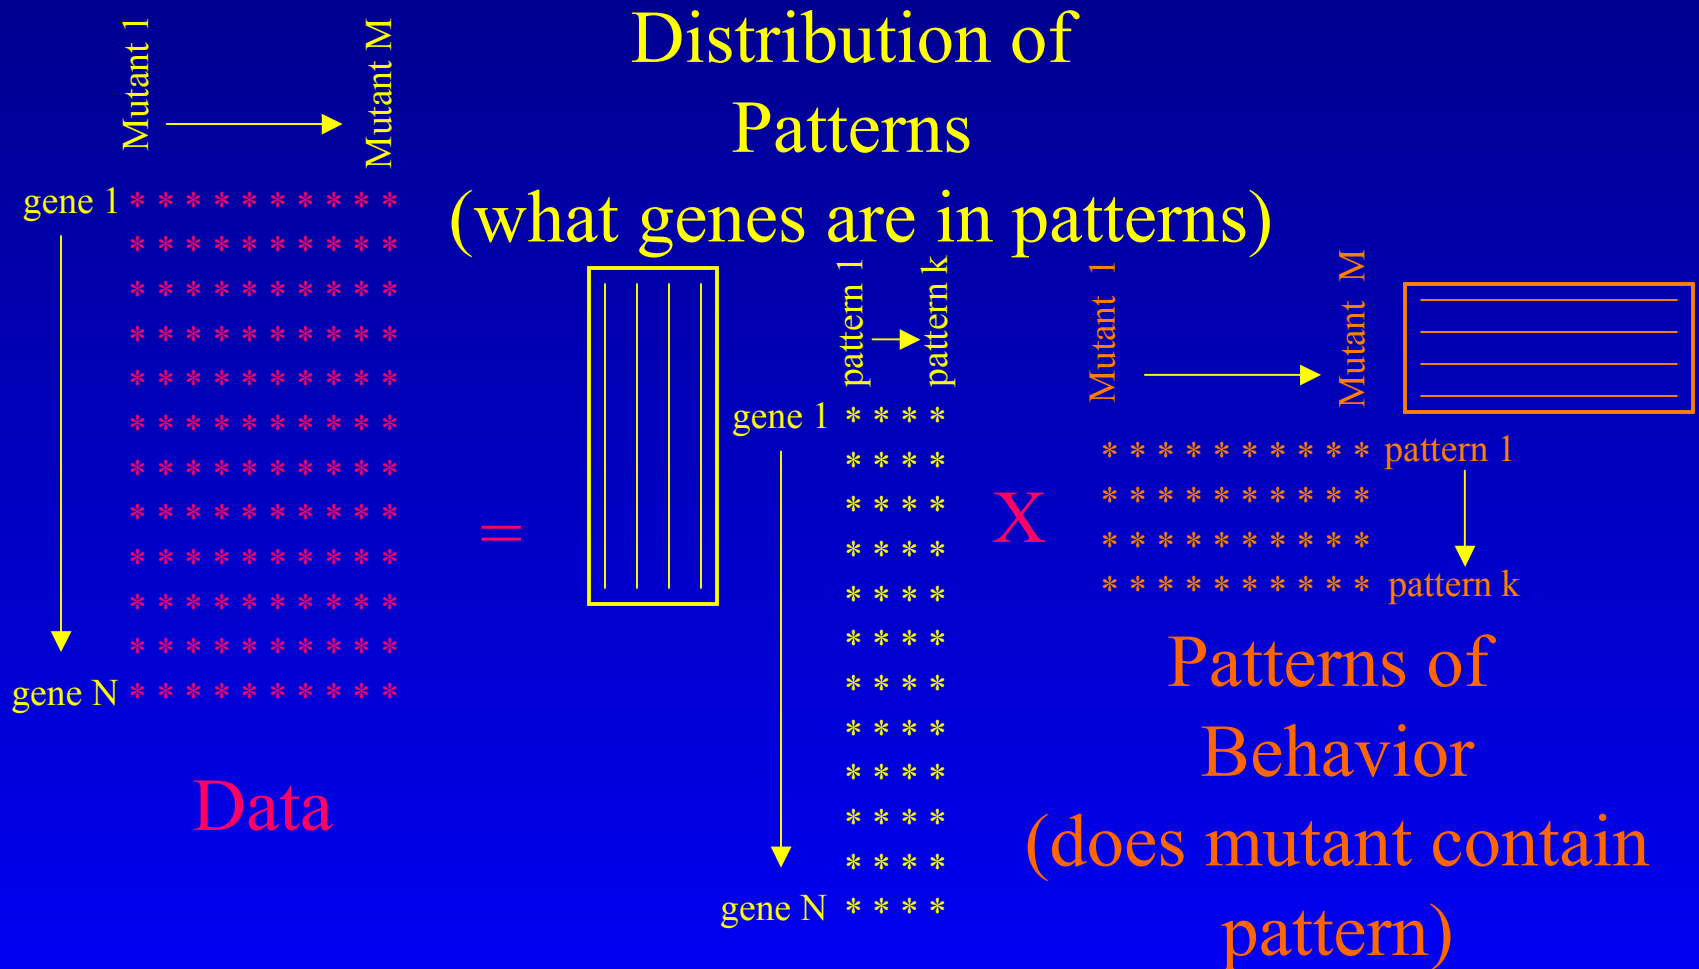 Distribution of
Patterns
(what genes are in patterns)
Mutant 1
Mutant M
gene 1 * * * * * * * * * *
* * * * * * * * * *
* * * * * * * * * *
* * * * * * * * * *
* * * * * * * * * *
* * * * * * * * * *
* * * * * * * * * *
* * * * * * * * * *
* * * * * * * * * *
* * * * * * * * * *
* * * * * * * * * *
gene N * * * * * * * * * *
Data
=
pattern 1
pattern k
gene 1 * * * *
* * * *
* * * *
* * * *
* * * *
* * * *
* * * *
* * * *
* * * *
* * * *
* * * *
gene N * * * *
X
Mutant 1
Mutant M
* * * * * * * * * * pattern 1
* * * * * * * * * *
* * * * * * * * * *
* * * * * * * * * * pattern k
Patterns of
Behavior
(does mutant contain
pattern)